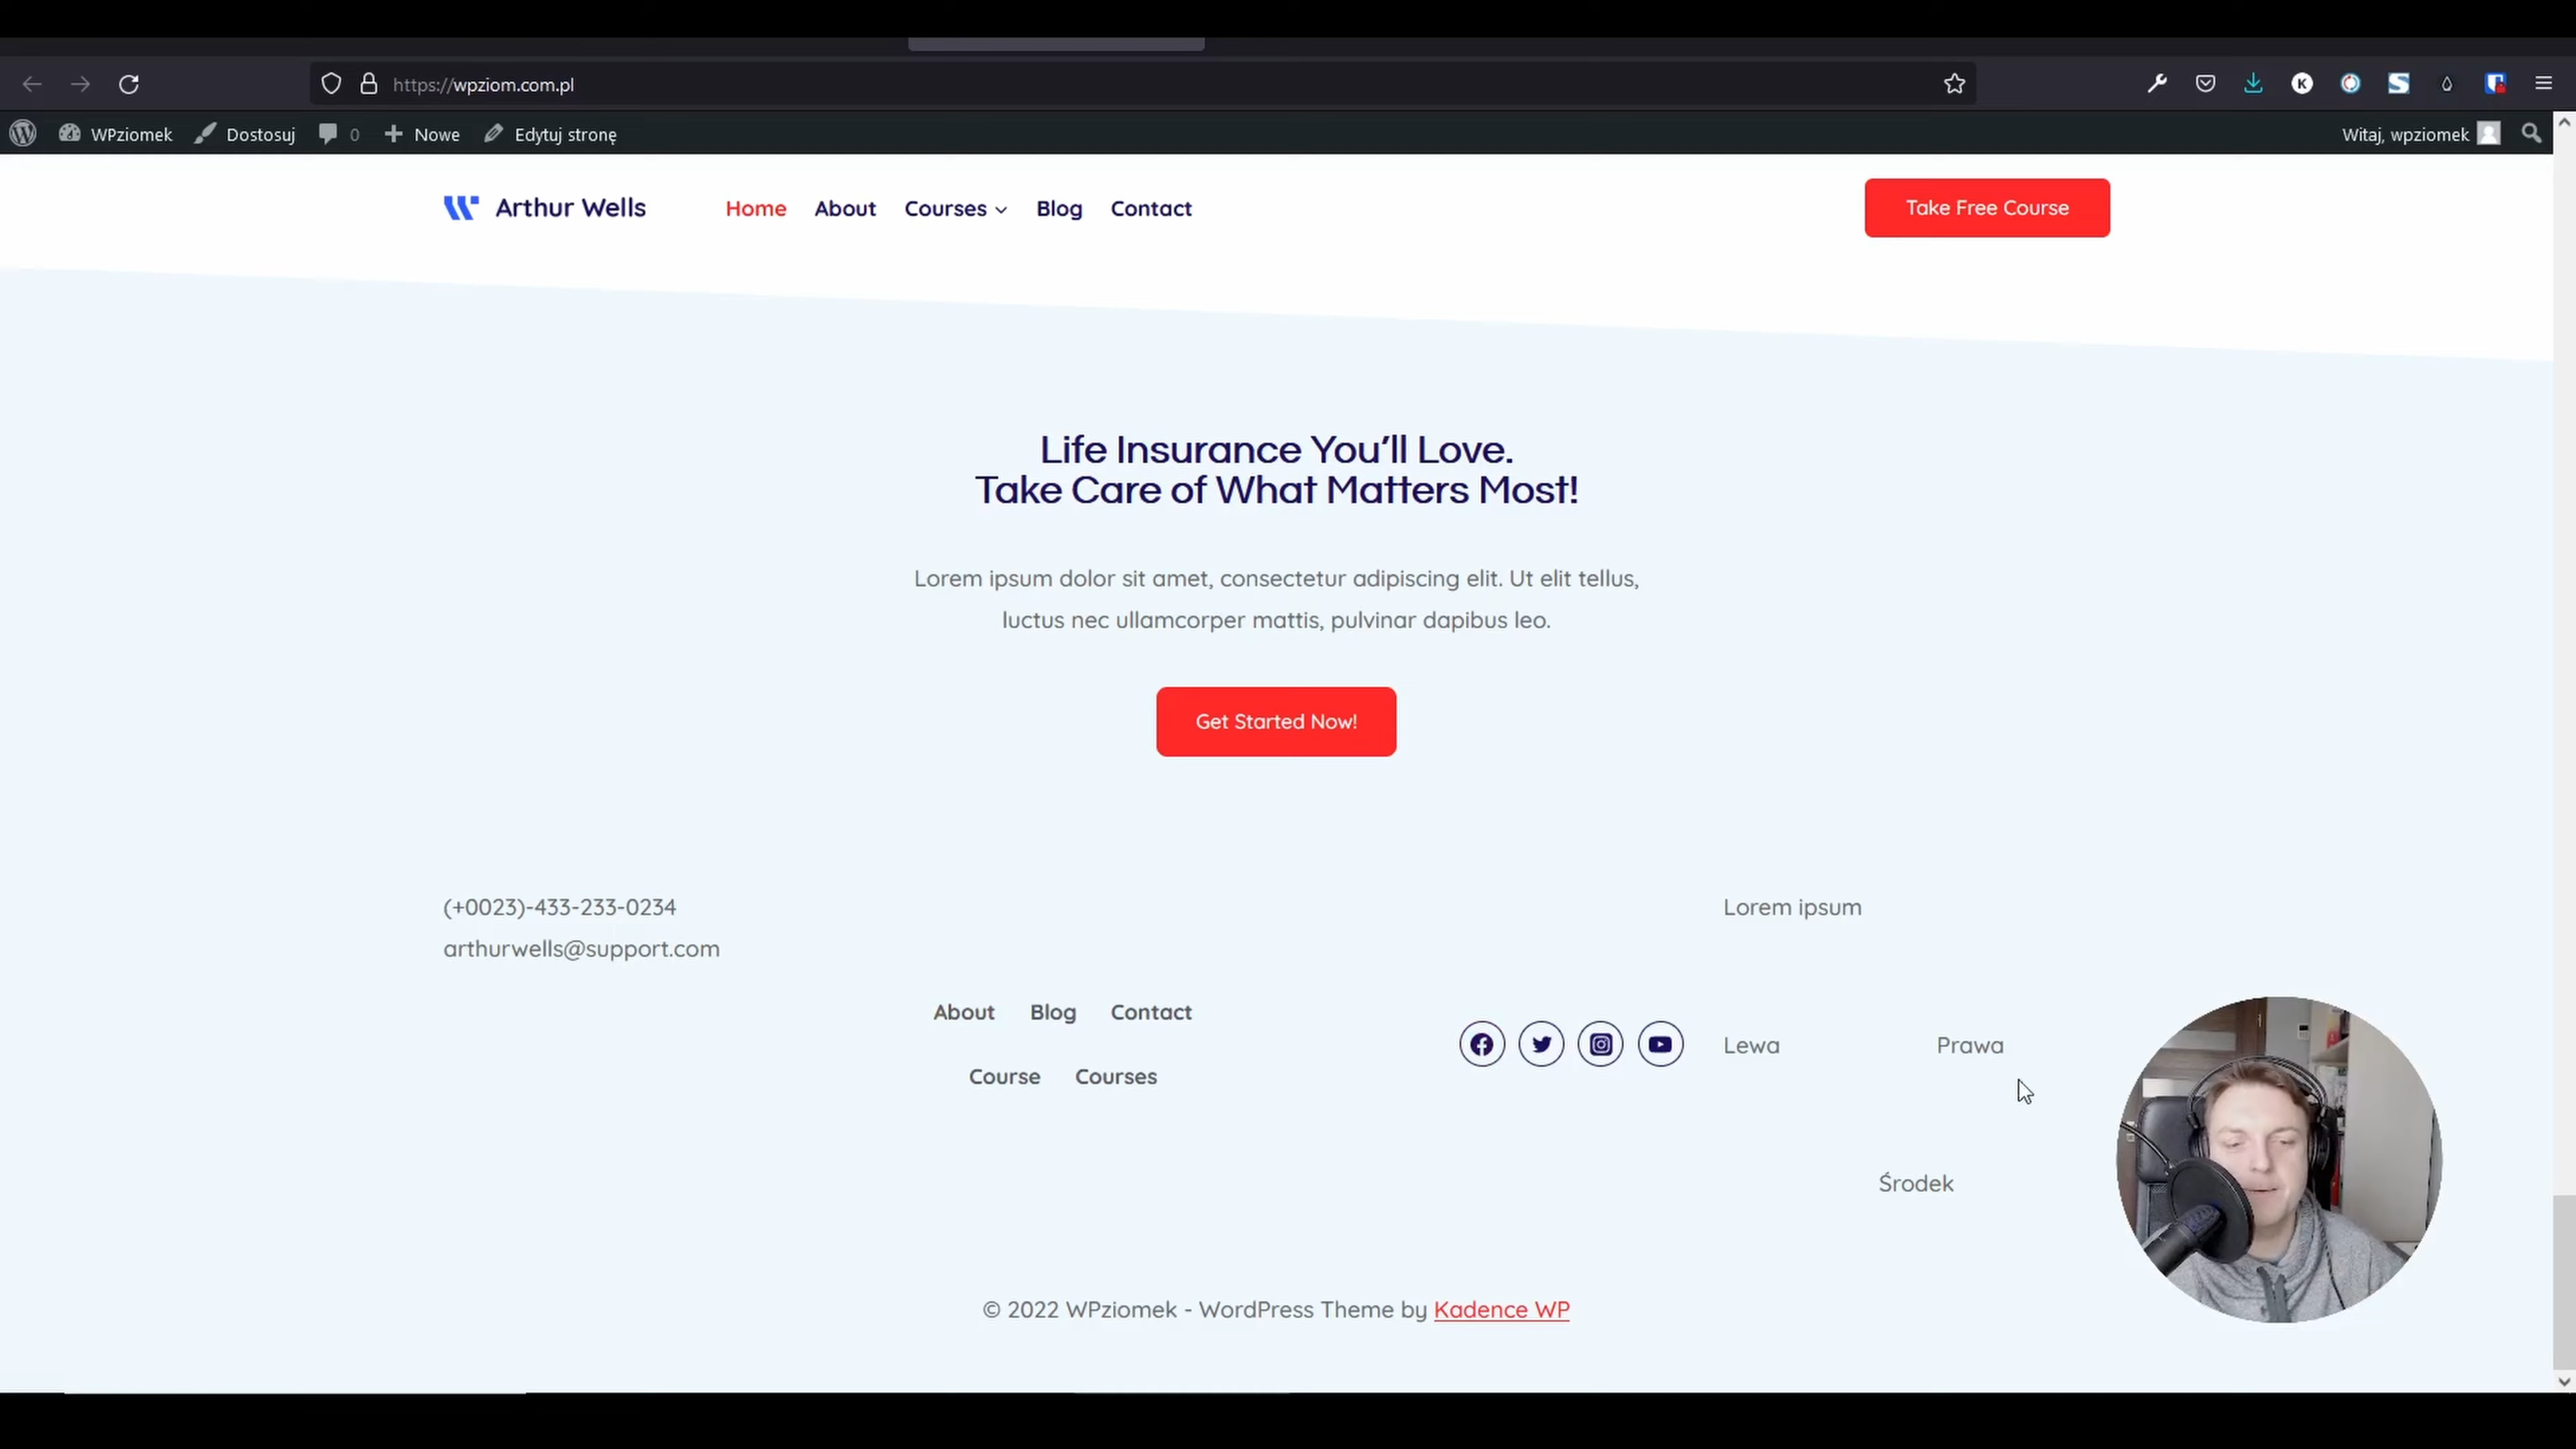 https://wpziom.com.pl
WPziomek Dostosuj 0 Nowe Edytuj stronę Witaj, wpziomek
Arthur Wells Home About Courses Blog Contact Take Free Course
Life Insurance You’ll Love.
Take Care of What Matters Most!
Lorem ipsum dolor sit amet, consectetur adipiscing elit. Ut elit tellus,
luctus nec ullamcorper mattis, pulvinar dapibus leo.
Get Started Now!
(+0023)-433-233-0234
arthurwells@support.com
About Blog Contact
Course Courses
Lorem ipsum
Lewa Prawa
Środek
© 2022 WPziomek - WordPress Theme by Kadence WP